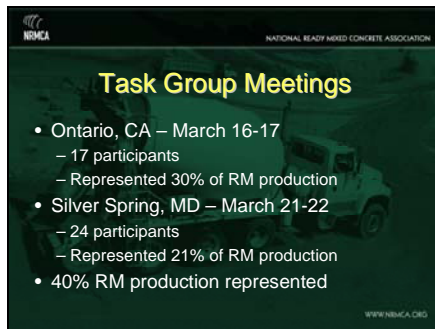 NRMCA
NATIONAL READY MIXED CONCRETE ASSOCIATION
Task Group Meetings
• Ontario, CA – March 16-17
– 17 participants
– Represented 30% of RM production
• Silver Spring, MD – March 21-22
– 24 participants
– Represented 21% of RM production
• 40% RM production represented
WWW.NRMCA.ORG